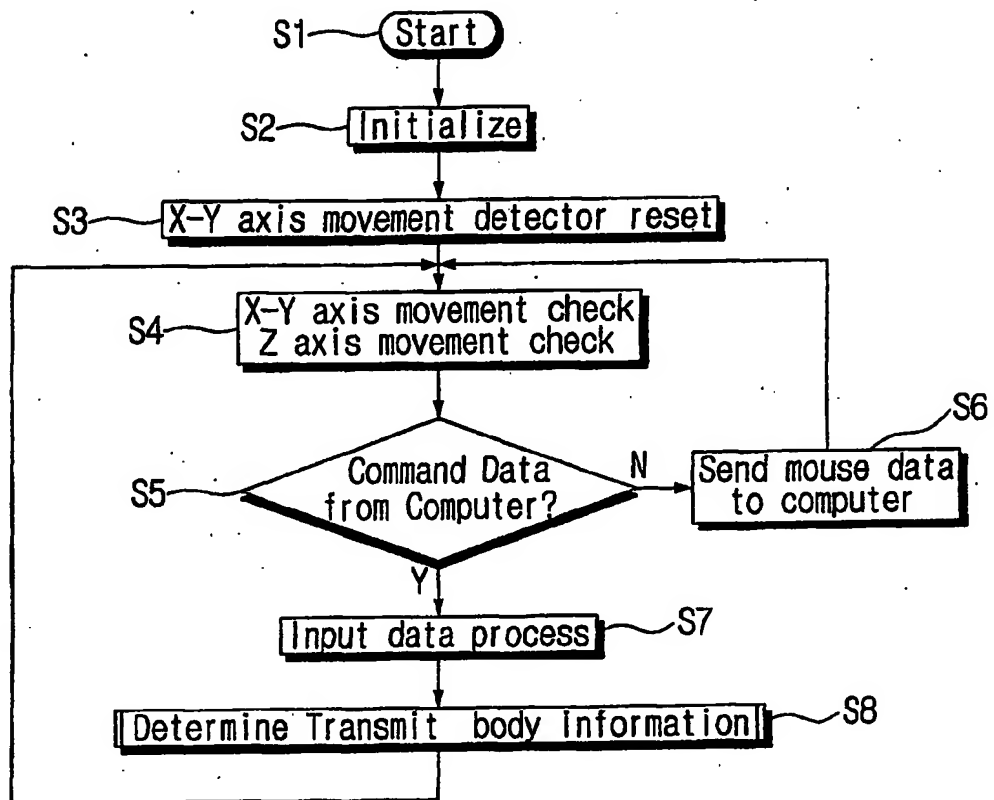 S1
Start
S2
Initialize
S3
X-Y axis movement detector reset
S4
X-Y axis movement check
Z axis movement check
S5
Command Data
from Computer?
N
S6
Send mouse data
to computer
Y
Input data process
S7
Determine Transmit body information
S8